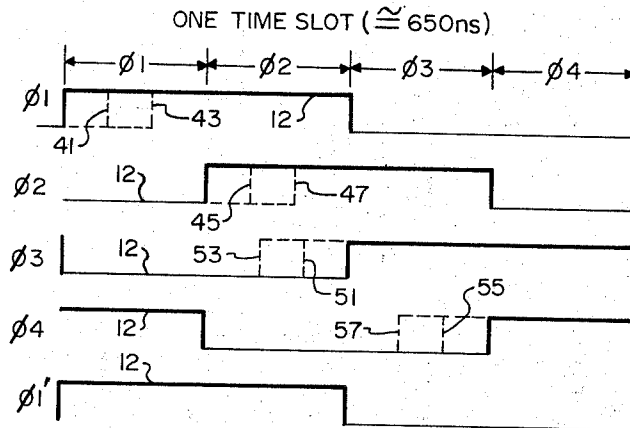 ONE TIME SLOT (≅ 650ns)
ø1 ø2 ø3 ø4
ø1 41 43 12
ø2 12 45 47
ø3 12 53 51
ø4 12 57 55
ø1' 12